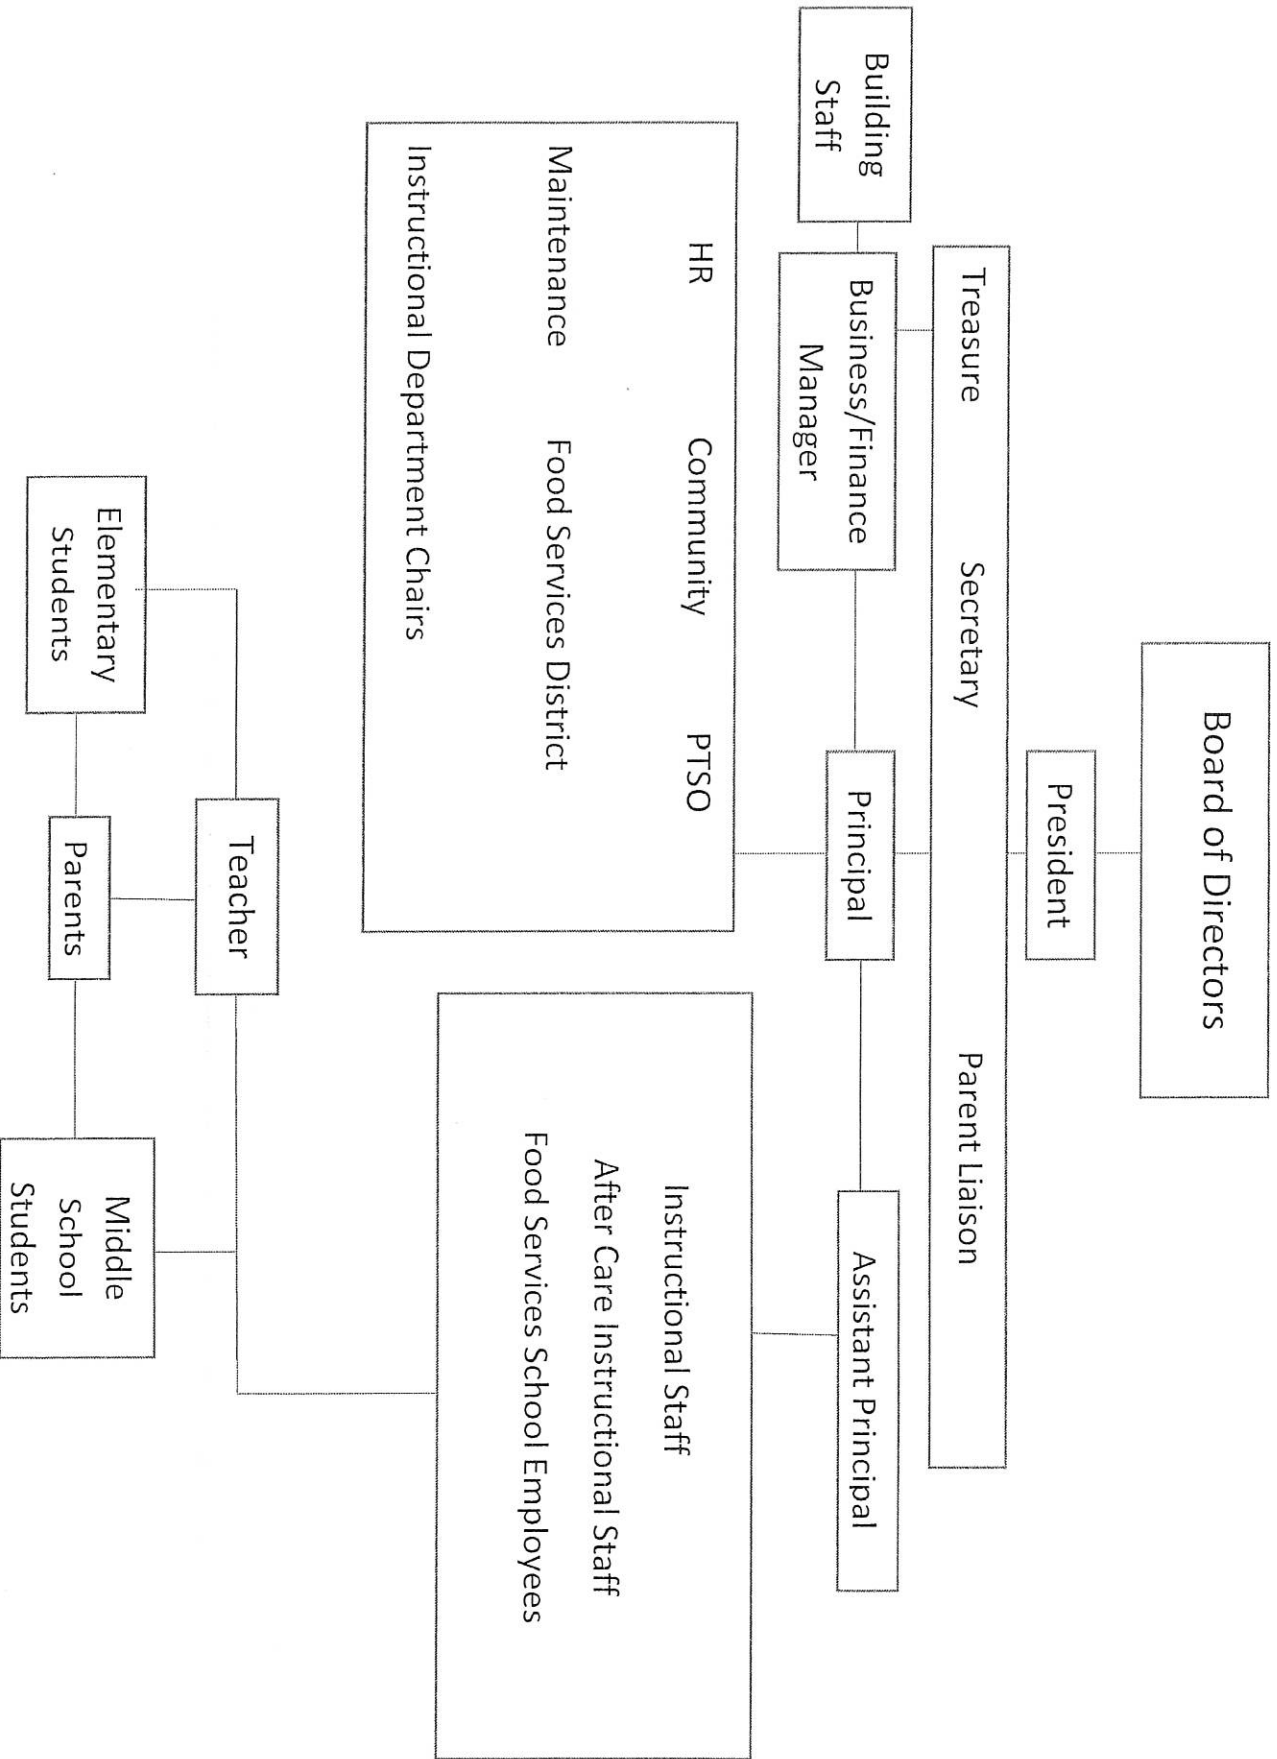 Board of Directors
President
Treasure Secretary Parent Liaison
Building
Staff
Business/Finance
Manager
Principal
Assistant Principal
HR Community PTSO
Maintenance Food Services District
Instructional Department Chairs
Instructional Staff
After Care Instructional Staff
Food Services School Employees
Teacher
Elementary
Students
Parents
Middle
School
Students